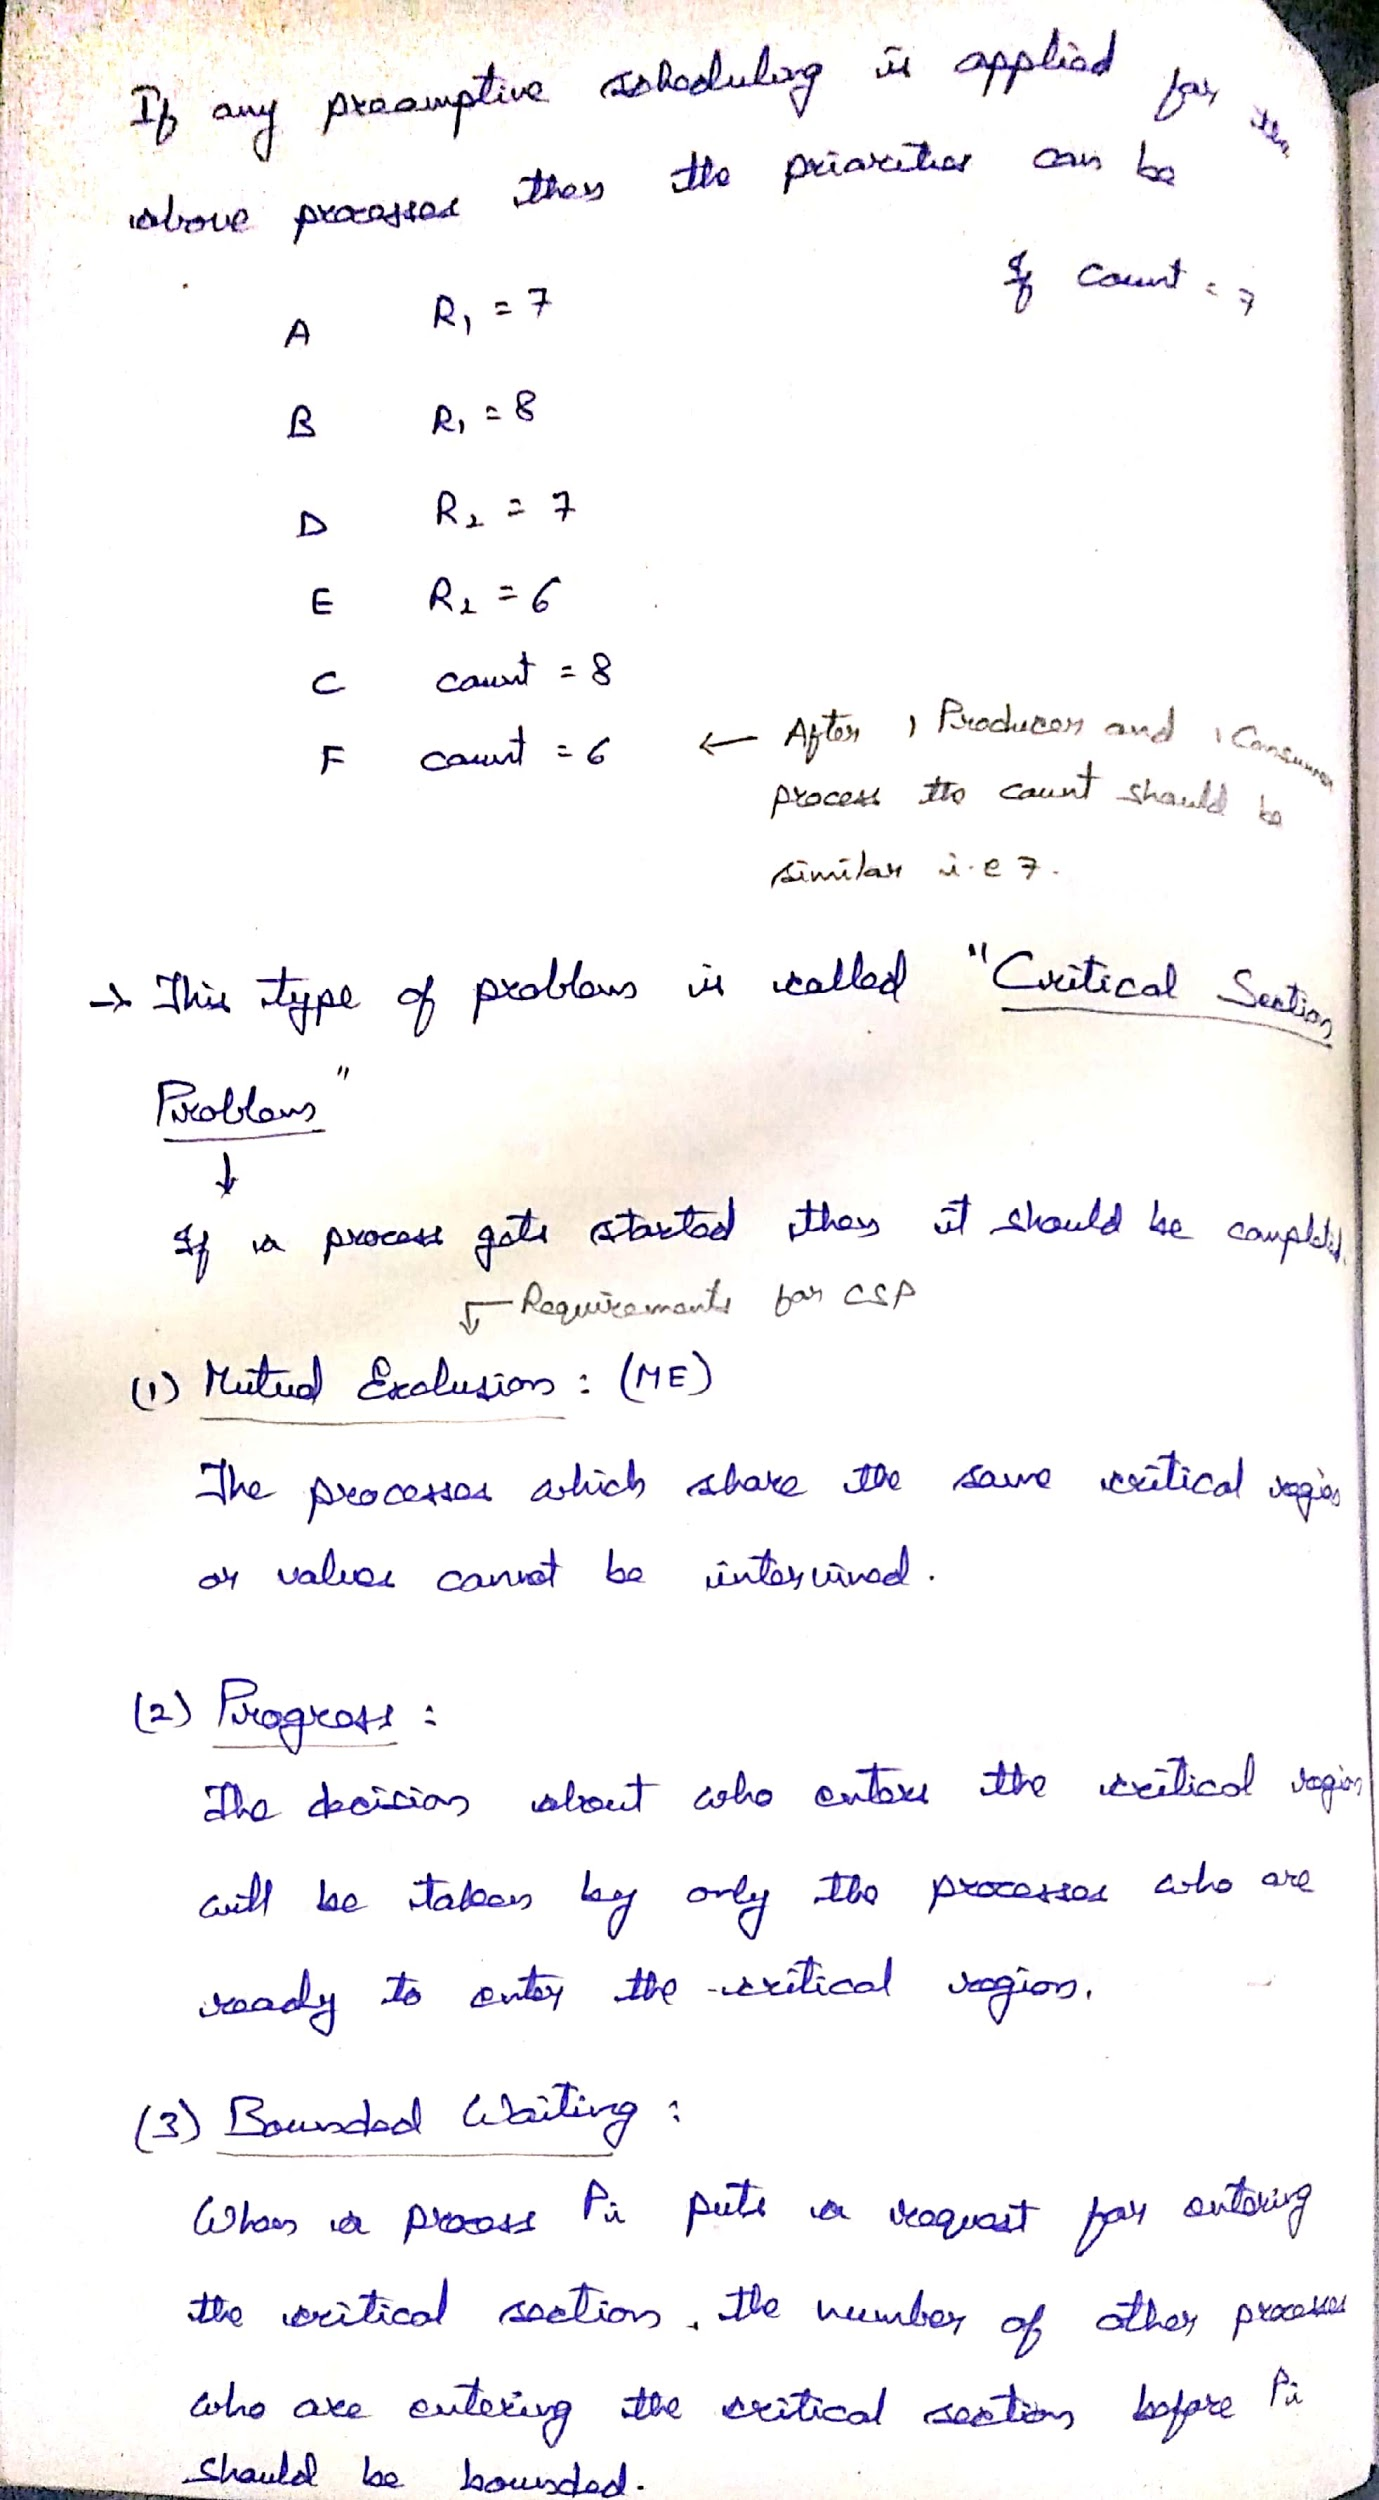 If any preemptive scheduling is applied for the
above processes then the priorities can be
If count = 7
A R₁ = 7
B R₁ = 8
D R₂ = 7
E R₂ = 6
C count = 8
F count = 6 ← After 1 Producer and 1 Consumer
process the count should be
similar i.e 7.
→ This type of problem is called "Critical Section
Problem"
↓
If a process gets started then it should be completed.
Requirements for CSP
(1) Mutual Exclusion : (ME)
The processes which share the same critical region
or values cannot be
(2) Progress :
The decision about who enters the critical region
will be taken by only the processes who are
ready to enter the critical region.
(3) Bounded Waiting :
When a process Pi puts a request for entering
the critical section, the number of other processes
who are entering the critical section before Pi
should be bounded.